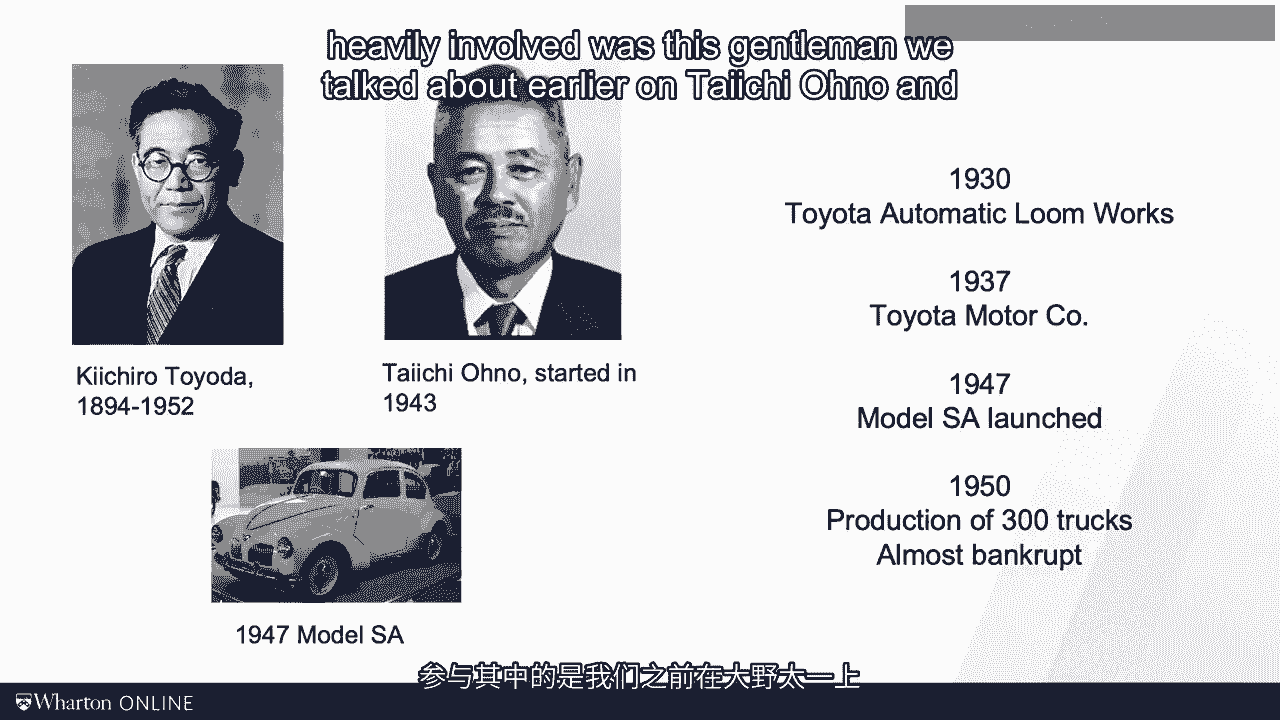 heavily involved was this gentleman we
talked about earlier on Taiichi Ohno and
Kiichiro Toyoda,
1894-1952
Taiichi Ohno, started in
1943
1947 Model SA
1930
Toyota Automatic Loom Works
1937
Toyota Motor Co.
1947
Model SA launched
1950
Production of 300 trucks
Almost bankrupt
参与其中的是我们之前在大野太一上
Wharton ONLINE